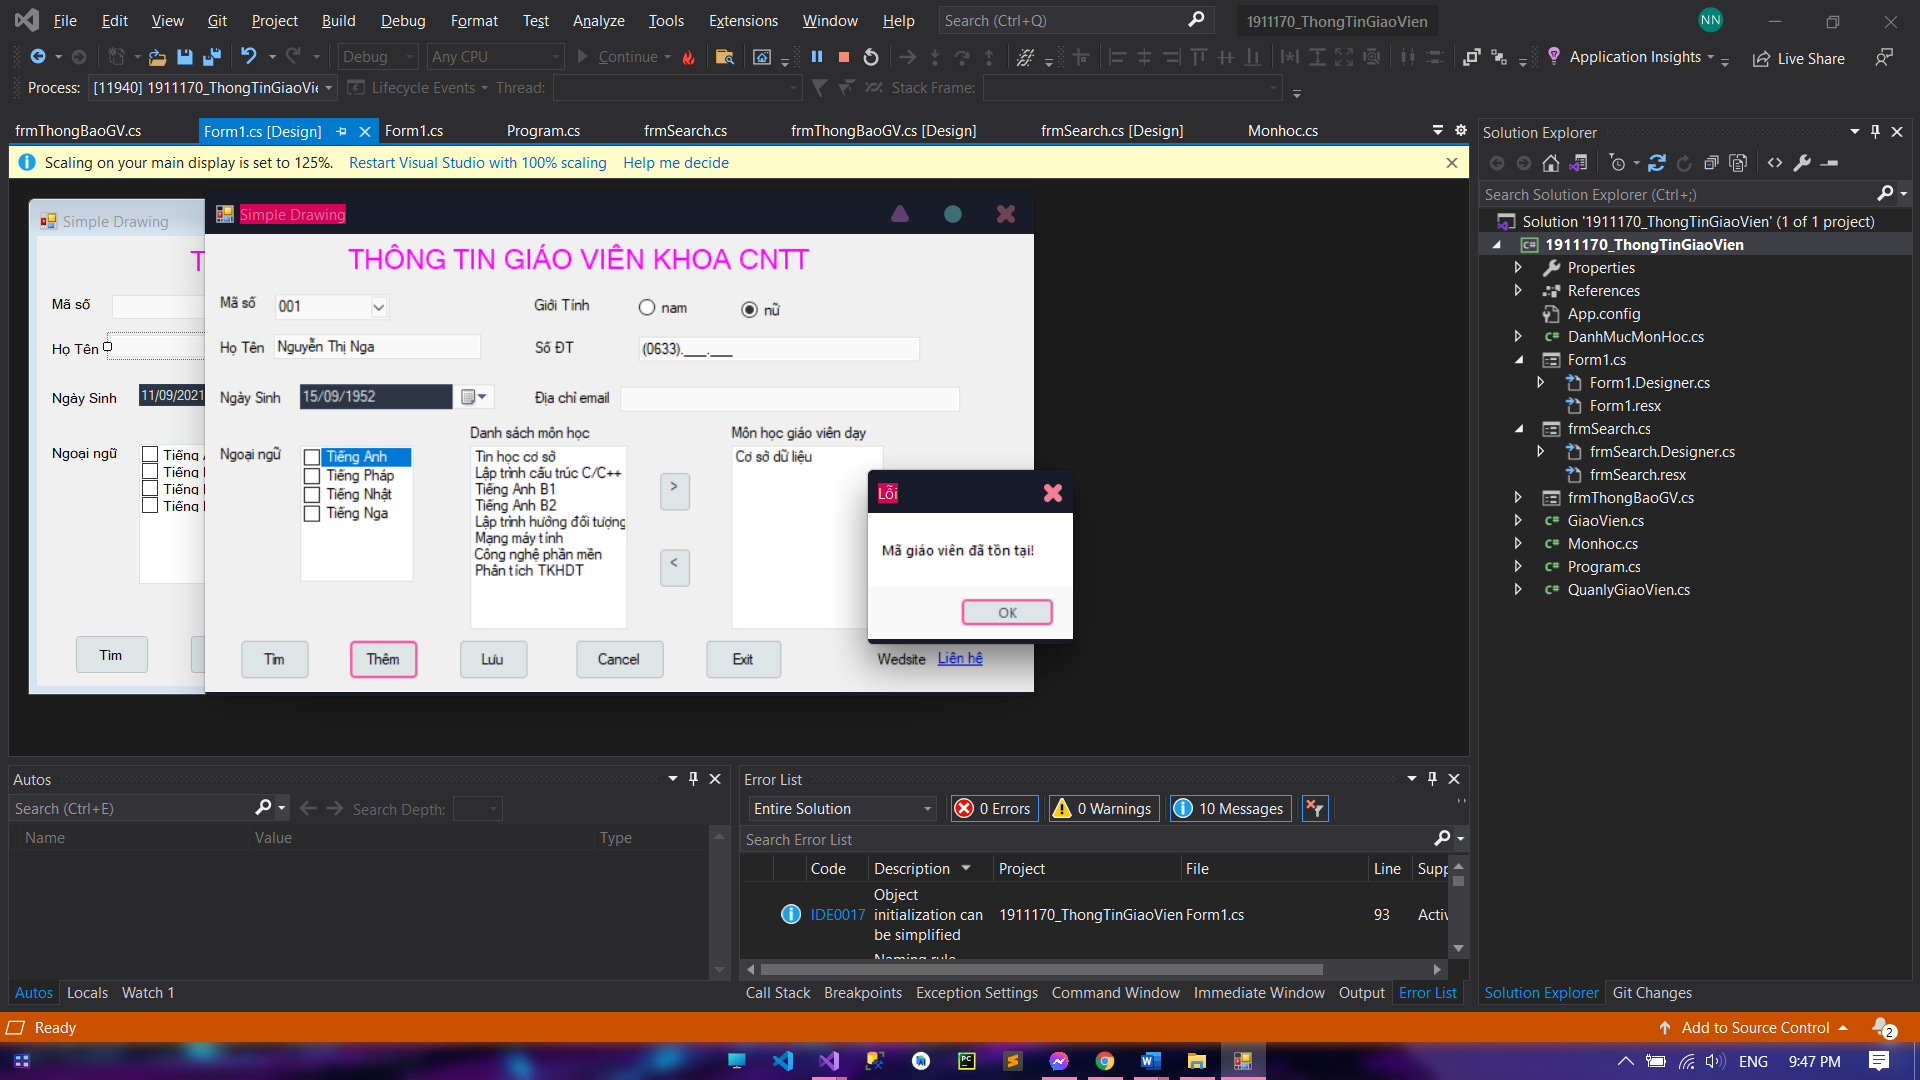 File Edit View Git Project Build Debug Format Test Analyze Tools Extensions Window Help Search (Ctrl+Q) 1911170_ThongTinGiaoVien NN
Debug Any CPU Continue Application Insights Live Share
Process: [11940] 1911170_ThongTinGiaoVie Lifecycle Events Thread: Stack Frame:
frmThongBaoGV.cs Form1.cs [Design] Form1.cs Program.cs frmSearch.cs frmThongBaoGV.cs [Design] frmSearch.cs [Design] Monhoc.cs
Scaling on your main display is set to 125%. Restart Visual Studio with 100% scaling Help me decide
Simple Drawing
T
Mã số
Họ Tên
Ngày Sinh 11/09/2021
Ngoại ngữ
Tiếng
Tiếng
Tiếng
Tiếng
Tìm
Simple Drawing
THÔNG TIN GIÁO VIÊN KHOA CNTT
Mã số 001 Giới Tính nam nữ
Họ Tên Nguyễn Thị Nga Số ĐT (0633).___.___
Ngày Sinh 15/09/1952 Địa chỉ email
Ngoại ngữ
Tiếng Anh
Tiếng Pháp
Tiếng Nhật
Tiếng Nga
Danh sách môn học
Tin học cơ sở
Lập trình cấu trúc C/C++
Tiếng Anh B1
Tiếng Anh B2
Lập trình hướng đối tượng
Mạng máy tính
Công nghệ phần mền
Phân tích TKHDT
>
<
Môn học giáo viên dạy
Cơ sở dữ liệu
Tìm Thêm Lưu Cancel Exit Wedsite Liên hê
Lỗi
Mã giáo viên đã tồn tại!
OK
Solution Explorer
Search Solution Explorer (Ctrl+;)
Solution '1911170_ThongTinGiaoVien' (1 of 1 project)
C# 1911170_ThongTinGiaoVien
Properties
References
App.config
C# DanhMucMonHoc.cs
Form1.cs
Form1.Designer.cs
Form1.resx
frmSearch.cs
frmSearch.Designer.cs
frmSearch.resx
frmThongBaoGV.cs
C# GiaoVien.cs
C# Monhoc.cs
C# Program.cs
C# QuanlyGiaoVien.cs
Autos
Search (Ctrl+E) Search Depth:
Name Value Type
Autos Locals Watch 1
Error List
Entire Solution 0 Errors 0 Warnings 10 Messages
Search Error List
Code Description Project File Line Supp
IDE0017 Object initialization can be simplified 1911170_ThongTinGiaoVien Form1.cs 93 Activ
Naming rule
Call Stack Breakpoints Exception Settings Command Window Immediate Window Output Error List
Solution Explorer Git Changes
Ready Add to Source Control 2
PC W ENG 9:47 PM